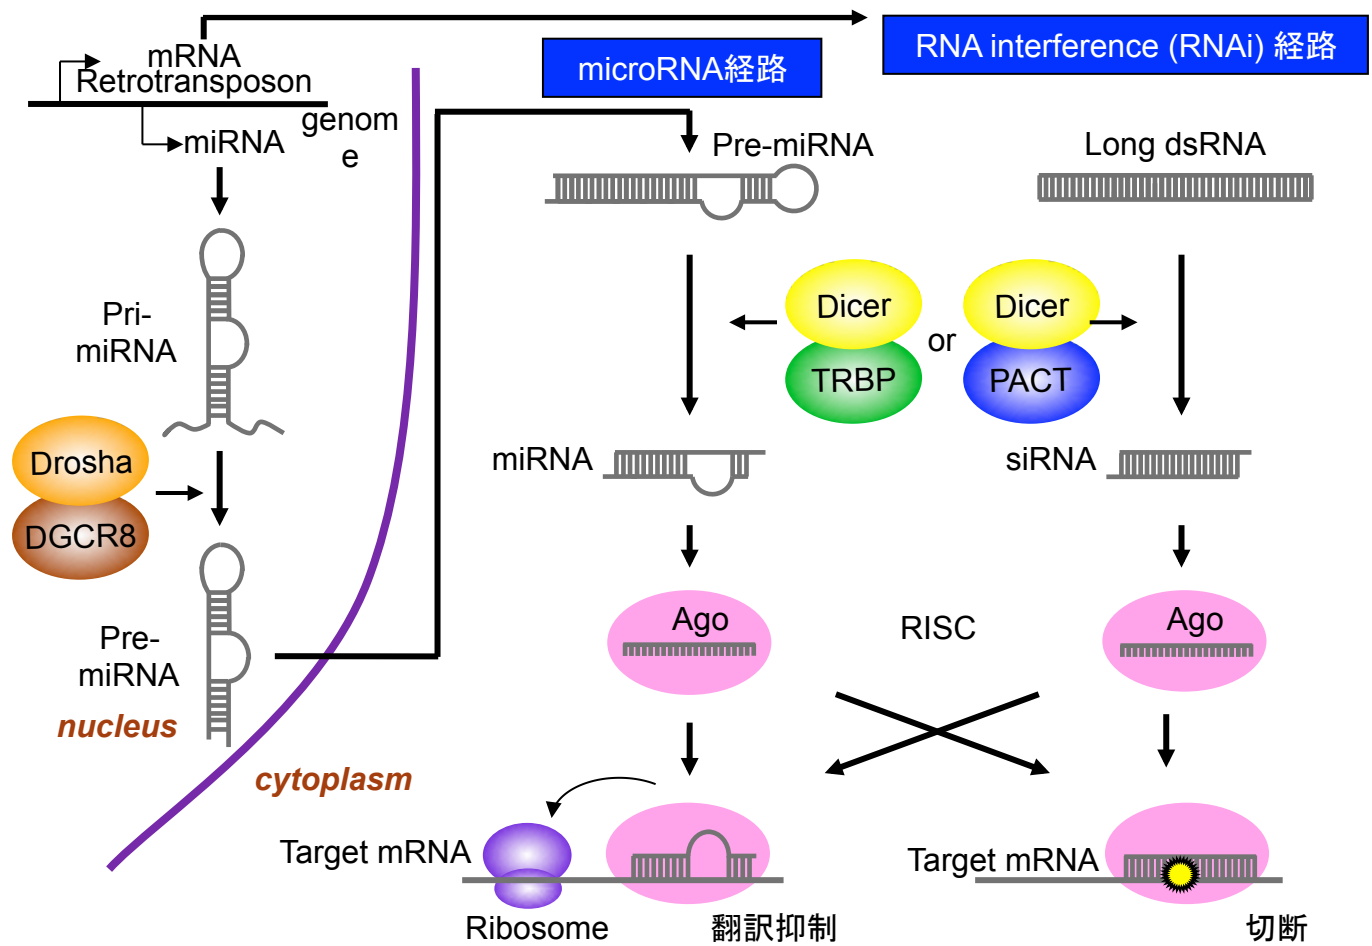 mRNA
Retrotransposon
genom
e
miRNA
Pri-
miRNA
Drosha
DGCR8
Pre-
miRNA
nucleus
cytoplasm
microRNA経路
RNA interference (RNAi) 経路
Pre-miRNA
Long dsRNA
Dicer
TRBP
or
Dicer
PACT
miRNA
siRNA
Ago
RISC
Ago
Target mRNA
Ribosome
翻訳抑制
Target mRNA
切断